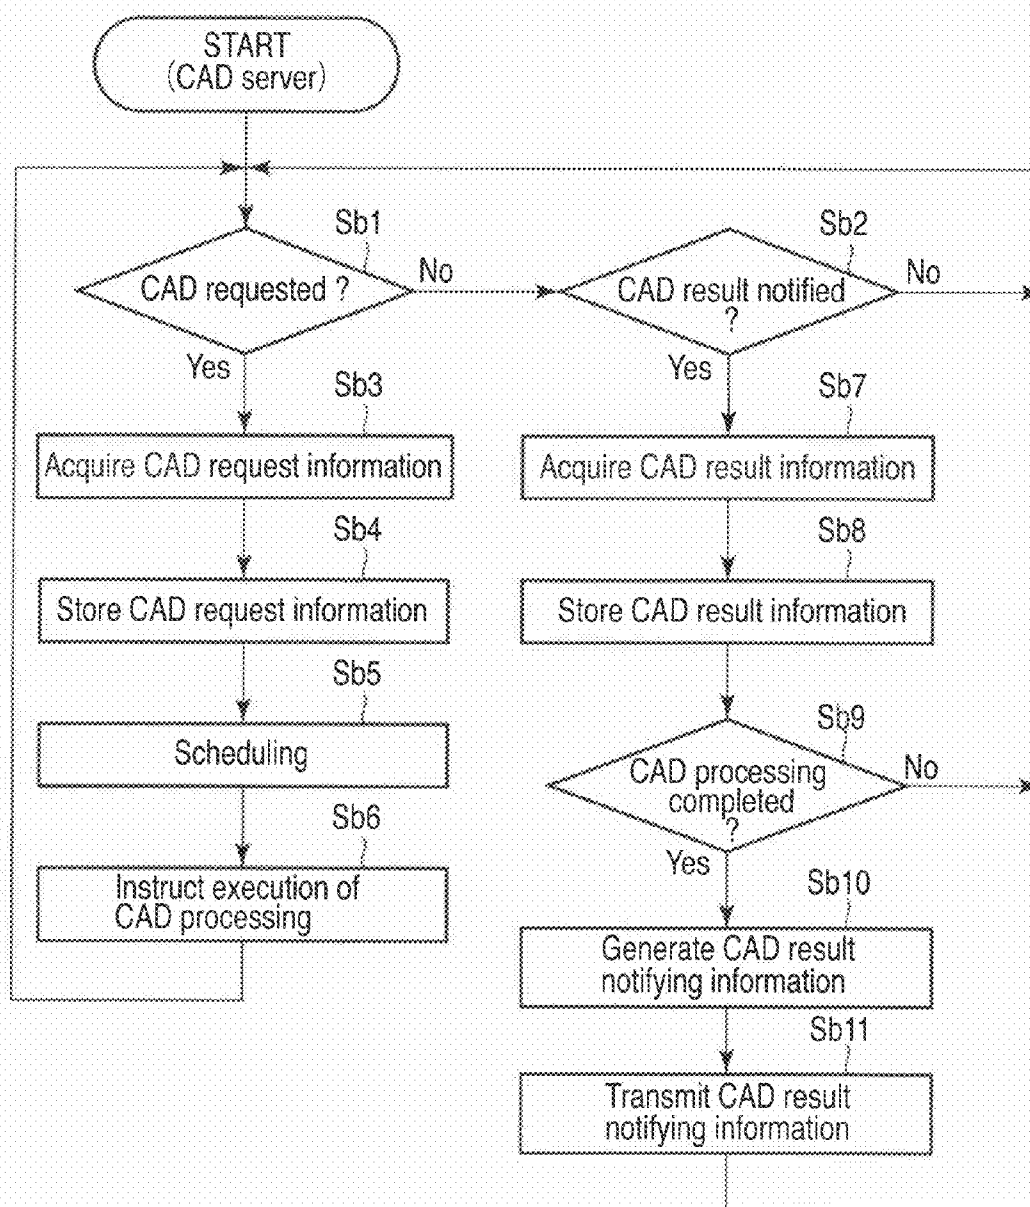 START
(CAD server)
Sb1
CAD requested ?
No
Yes
Sb2
CAD result notified
?
No
Yes
Sb3
Acquire CAD request information
Sb4
Store CAD request information
Sb5
Scheduling
Sb6
Instruct execution of
CAD processing
Sb7
Acquire CAD result information
Sb8
Store CAD result information
Sb9
CAD processing
completed
?
No
Yes
Sb10
Generate CAD result
notifying information
Sb11
Transmit CAD result
notifying information